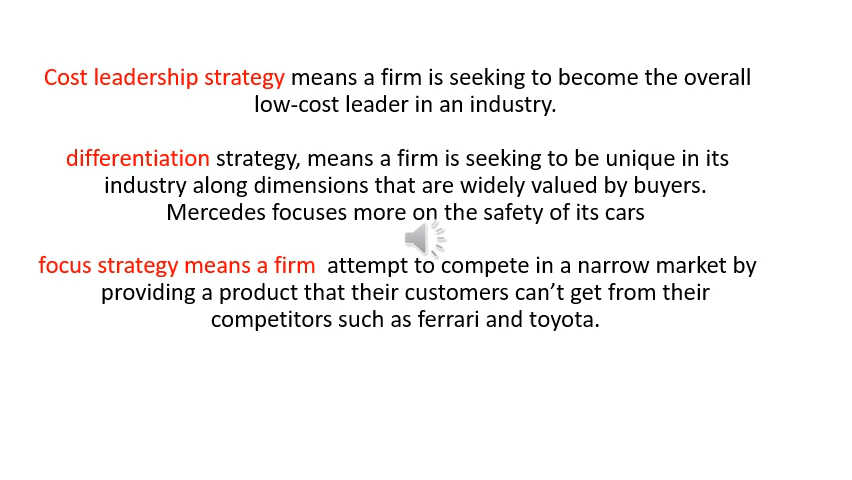 Cost leadership strategy means a firm is seeking to become the overall
low-cost leader in an industry.
differentiation strategy, means a firm is seeking to be unique in its
industry along dimensions that are widely valued by buyers.
Mercedes focuses more on the safety of its cars
focus strategy means a firm  attempt to compete in a narrow market by
providing a product that their customers can’t get from their
competitors such as ferrari and toyota.